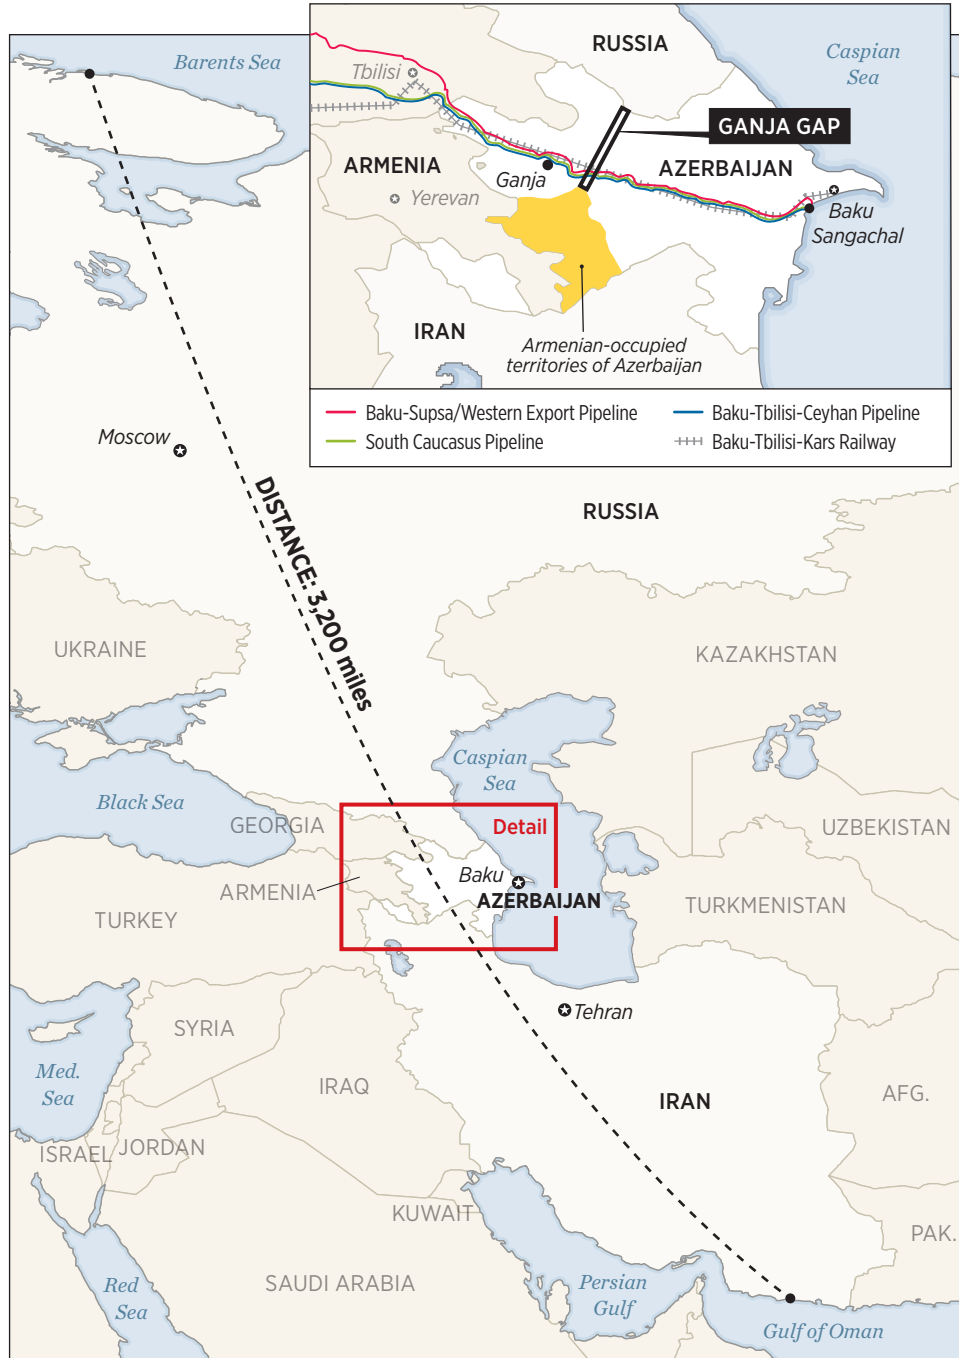 Barents Sea
RUSSIA
Caspian
Sea
Tbilisi
GANJA GAP
ARMENIA
AZERBAIJAN
Ganja
Yerevan
Baku
Sangachal
IRAN
Armenian-occupied
territories of Azerbaijan
Baku-Supsa/Western Export Pipeline
Baku-Tbilisi-Ceyhan Pipeline
South Caucasus Pipeline
Baku-Tbilisi-Kars Railway
Moscow
DISTANCE: 3,200 miles
RUSSIA
UKRAINE
KAZAKHSTAN
Caspian
Sea
Black Sea
GEORGIA
Detail
UZBEKISTAN
Baku
ARMENIA
AZERBAIJAN
TURKEY
TURKMENISTAN
Tehran
SYRIA
Med.
Sea
IRAQ
IRAN
AFG.
ISRAEL
JORDAN
KUWAIT
PAK.
Red
Sea
SAUDI ARABIA
Persian
Gulf
Gulf of Oman